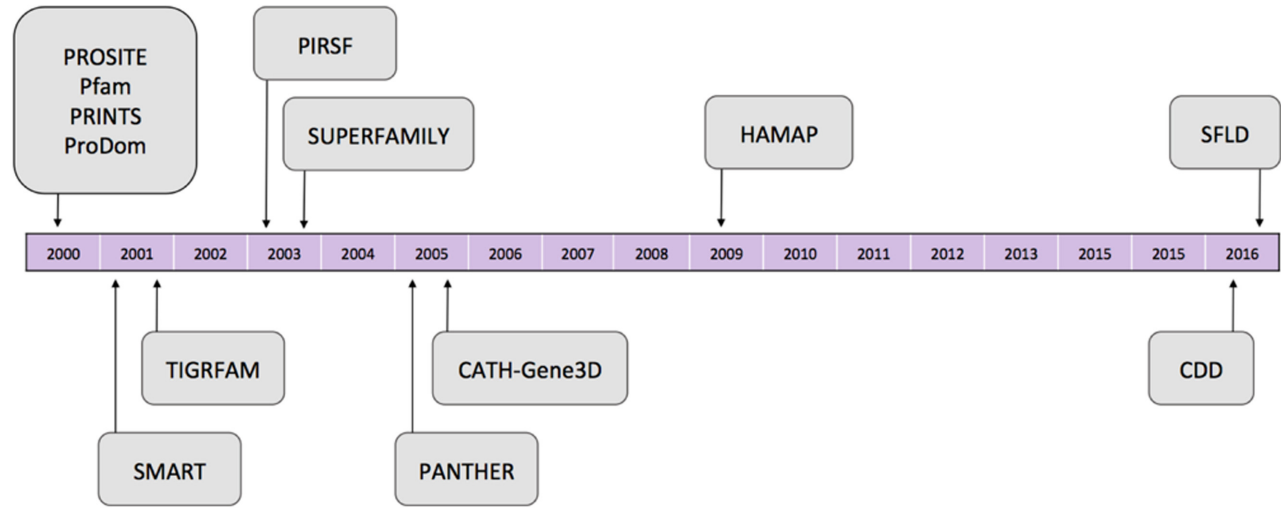 PROSITE
Pfam
PRINTS
ProDom
PIRSF
SUPERFAMILY
HAMAP
SFLD
2000 2001 2002 2003 2004 2005 2006 2007 2008 2009 2010 2011 2012 2013 2015 2015 2016
TIGRFAM
CATH-Gene3D
CDD
SMART
PANTHER